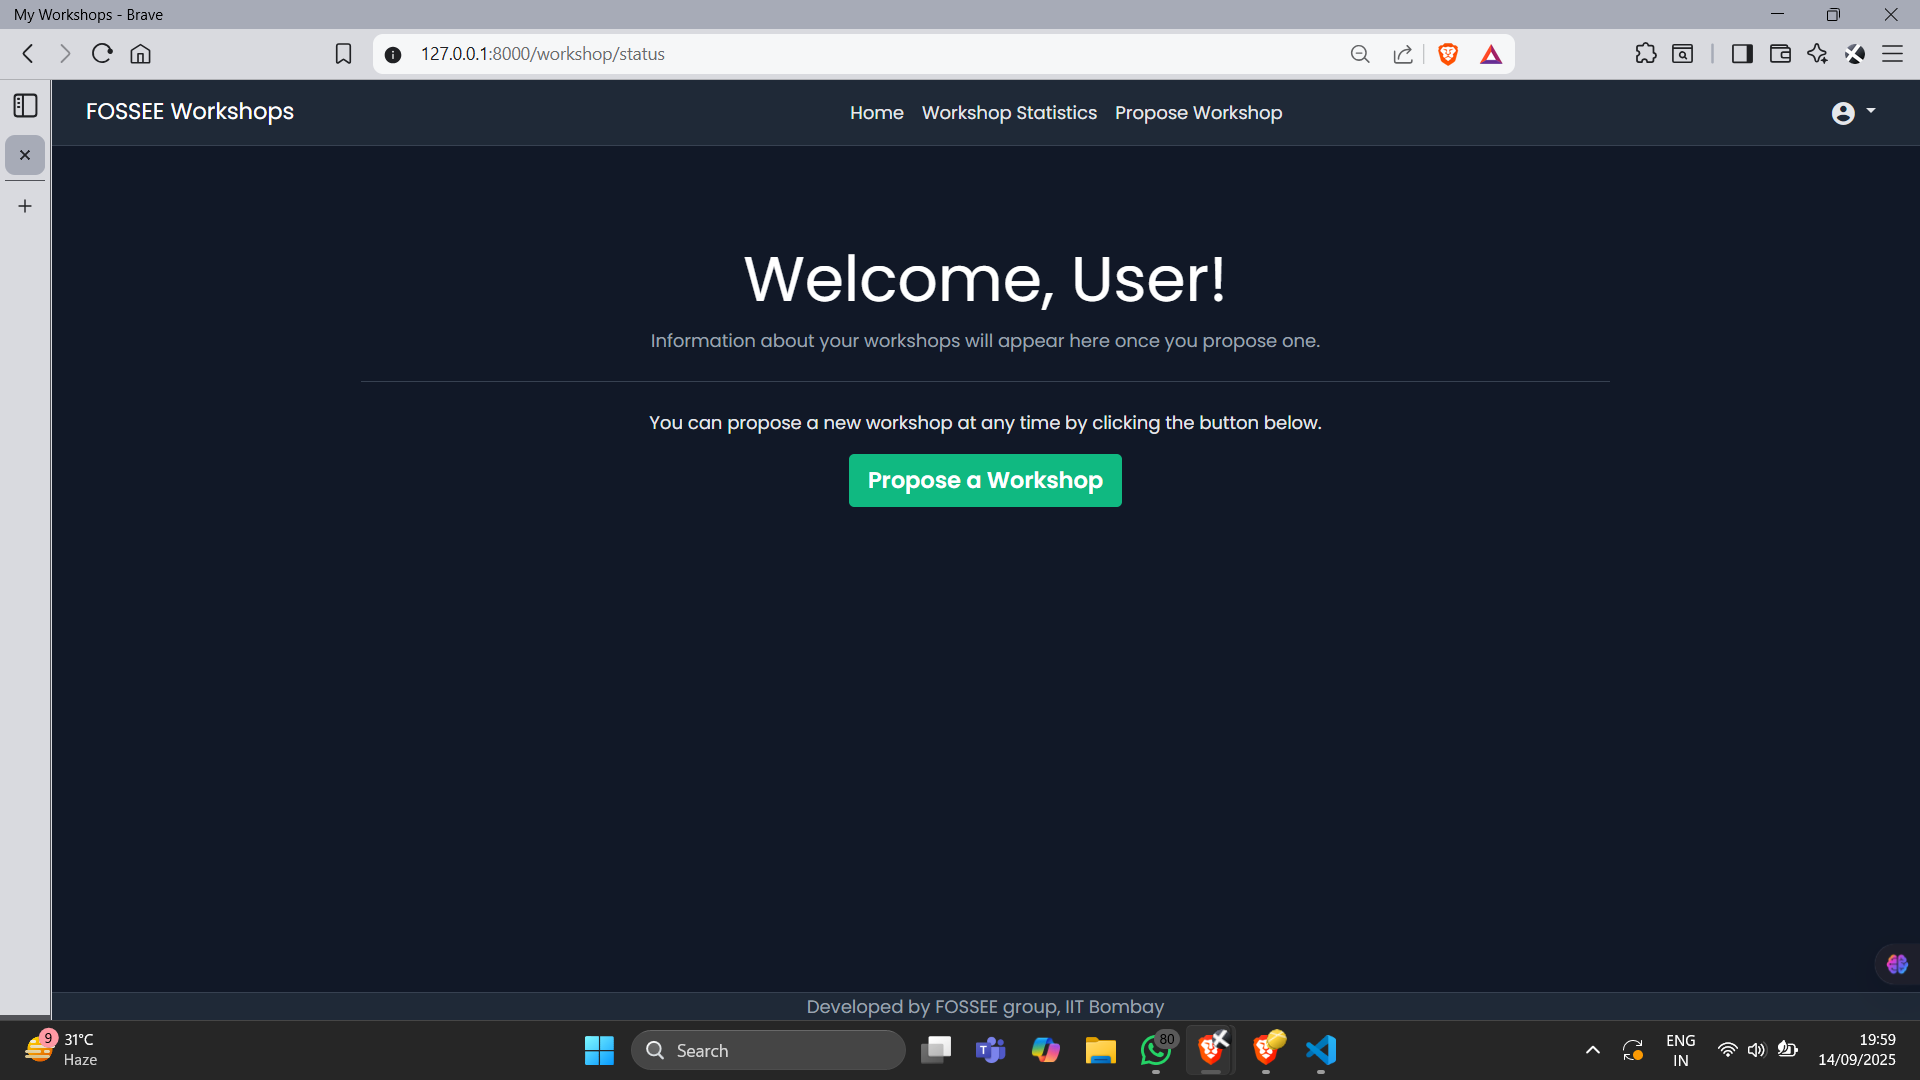 My Workshops - Brave
127.0.0.1:8000/workshop/status
FOSSEE Workshops
Home
Workshop Statistics
Propose Workshop
Welcome, User!
Information about your workshops will appear here once you propose one.
You can propose a new workshop at any time by clicking the button below.
Propose a Workshop
Developed by FOSSEE group, IIT Bombay
9
31°C
Haze
Search
T
80
ENG
IN
19:59
14/09/2025